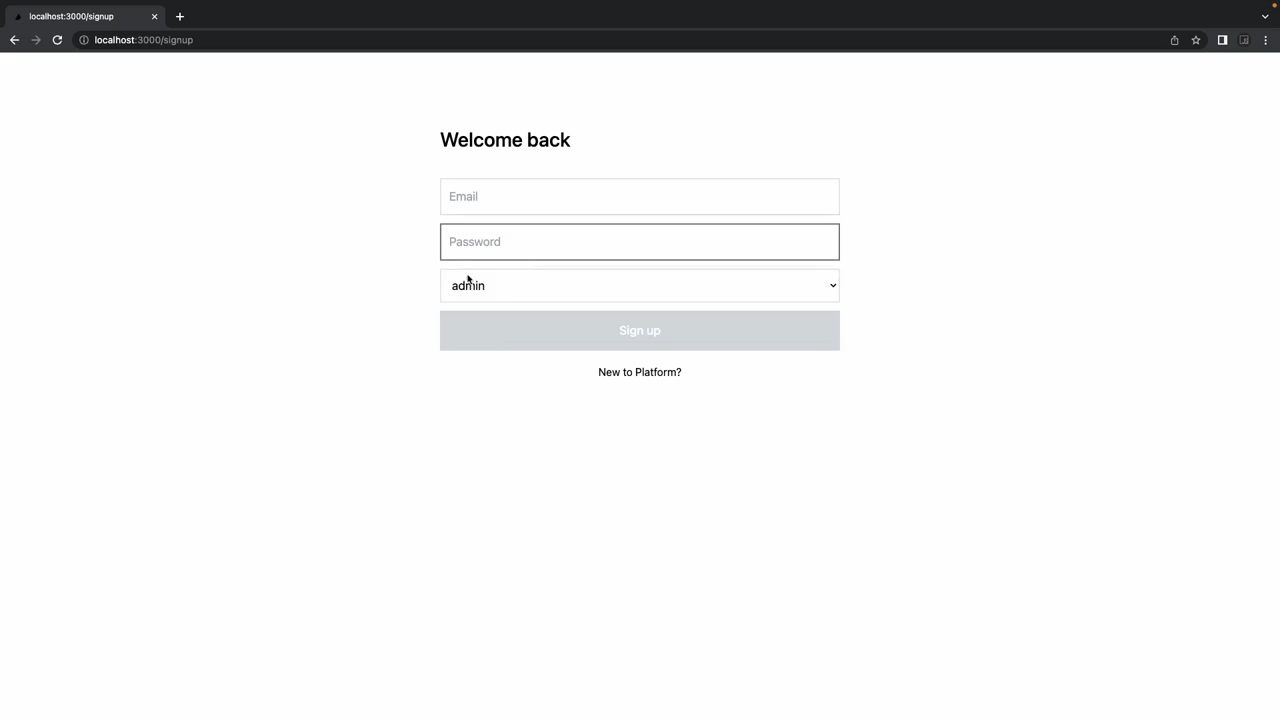 localhost:3000/signup
localhost:3000/signup
Welcome back
Email
Password
admin
Sign up
New to Platform?